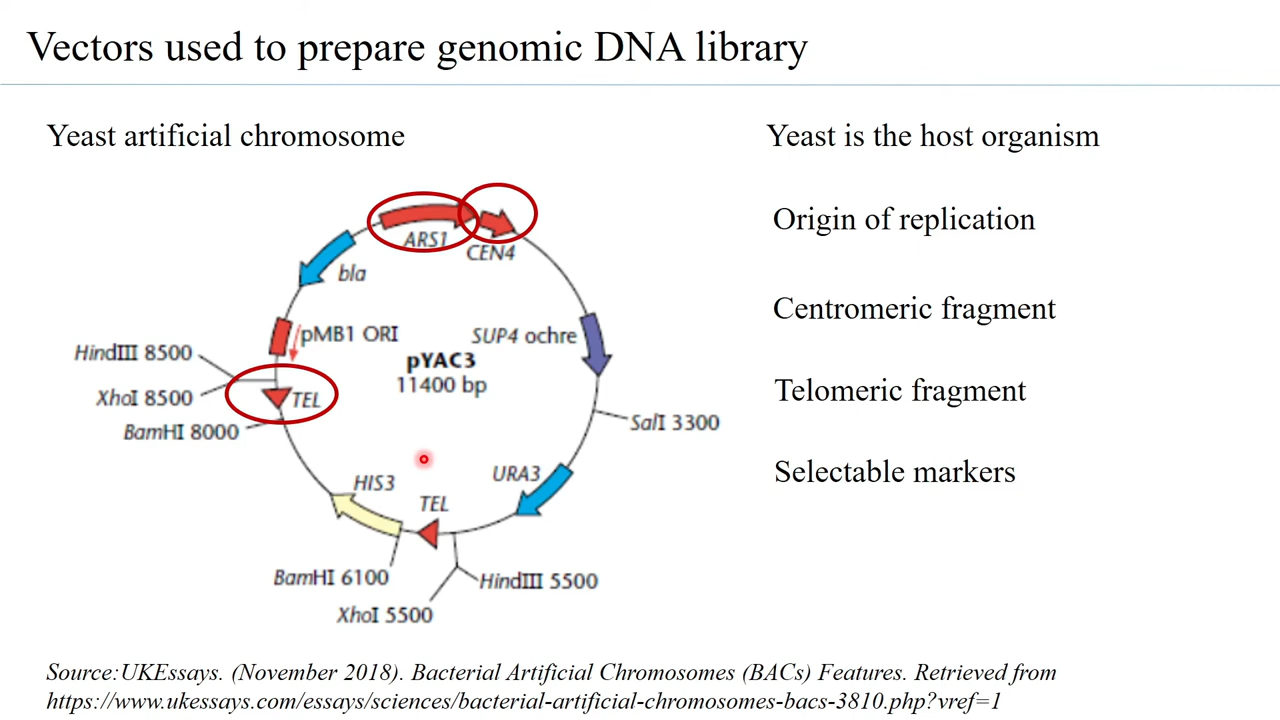 Vectors used to prepare genomic DNA library
Yeast artificial chromosome
Yeast is the host organism
Origin of replication
Centromeric fragment
Telomeric fragment
Selectable markers
ARS1
CEN4
bla
pMB1 ORI
SUP4 ochre
pYAC3
11400 bp
HindIII 8500
XhoI 8500
TEL
BamHI 8000
SalI 3300
URA3
HIS3
TEL
BamHI 6100
HindIII 5500
XhoI 5500
Source:UKEssays. (November 2018). Bacterial Artificial Chromosomes (BACs) Features. Retrieved from
https://www.ukessays.com/essays/sciences/bacterial-artificial-chromosomes-bacs-3810.php?vref=1